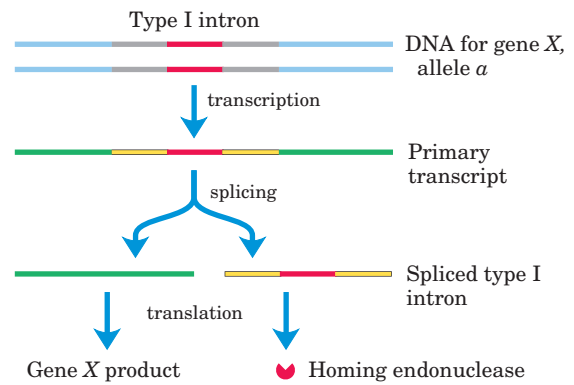 Type I intron
DNA for gene X,
allele a
transcription
Primary
transcript
splicing
Spliced type I
intron
translation
Gene X product
Homing endonuclease